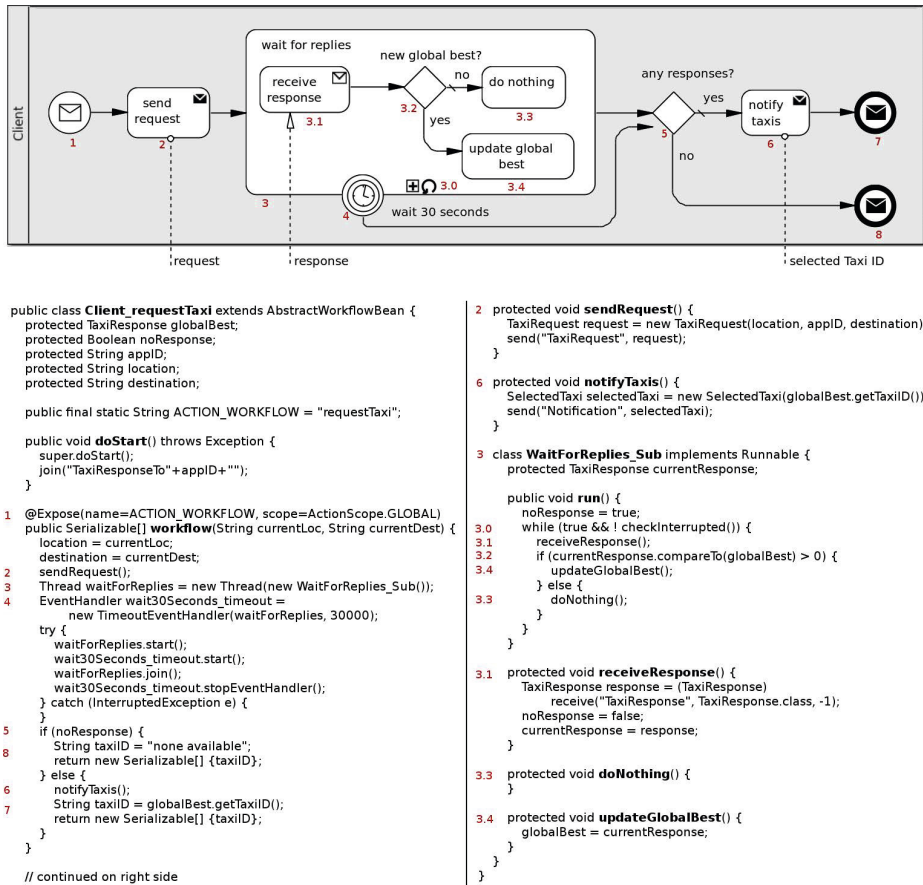 Client
wait for replies
new global best?
any responses?
send
request
receive
response
no
do nothing
yes
notify
taxis
yes
update global
best
no
1
2
3
3.0
3.1
3.2
3.3
3.4
4
wait 30 seconds
5
6
7
8
request
response
selected Taxi ID
public class Client_requestTaxi extends AbstractWorkflowBean {
protected TaxiResponse globalBest;
protected Boolean noResponse;
protected String appID;
protected String location;
protected String destination;
public final static String ACTION_WORKFLOW = "requestTaxi";
public void doStart() throws Exception {
super.doStart();
join("TaxiResponseTo"+appID+"");
}
1 @Expose(name=ACTION_WORKFLOW, scope=ActionScope.GLOBAL)
public Serializable[] workflow(String currentLoc, String currentDest) {
location = currentLoc;
destination = currentDest;
2 sendRequest();
3 Thread waitForReplies = new Thread(new WaitForReplies_Sub());
4 EventHandler wait30Seconds_timeout =
new TimeoutEventHandler(waitForReplies, 30000);
try {
waitForReplies.start();
wait30Seconds_timeout.start();
waitForReplies.join();
wait30Seconds_timeout.stopEventHandler();
} catch (InterruptedException e) {
}
5 if (noResponse) {
String taxiID = "none available";
8 return new Serializable[] {taxiID};
} else {
6 notifyTaxis();
7 String taxiID = globalBest.getTaxiID();
return new Serializable[] {taxiID};
}
}
// continued on right side
2 protected void sendRequest() {
TaxiRequest request = new TaxiRequest(location, appID, destination)
send("TaxiRequest", request);
}
6 protected void notifyTaxis() {
SelectedTaxi selectedTaxi = new SelectedTaxi(globalBest.getTaxiID())
send("Notification", selectedTaxi);
}
3 class WaitForReplies_Sub implements Runnable {
protected TaxiResponse currentResponse;
public void run() {
noResponse = true;
3.0 while (true && ! checkInterrupted()) {
3.1 receiveResponse();
3.2 if (currentResponse.compareTo(globalBest) > 0) {
3.4 updateGlobalBest();
} else {
3.3 doNothing();
}
}
}
3.1 protected void receiveResponse() {
TaxiResponse response = (TaxiResponse)
receive("TaxiResponse", TaxiResponse.class, -1);
noResponse = false;
currentResponse = response;
}
3.3 protected void doNothing() {
}
3.4 protected void updateGlobalBest() {
globalBest = currentResponse;
}
}
}